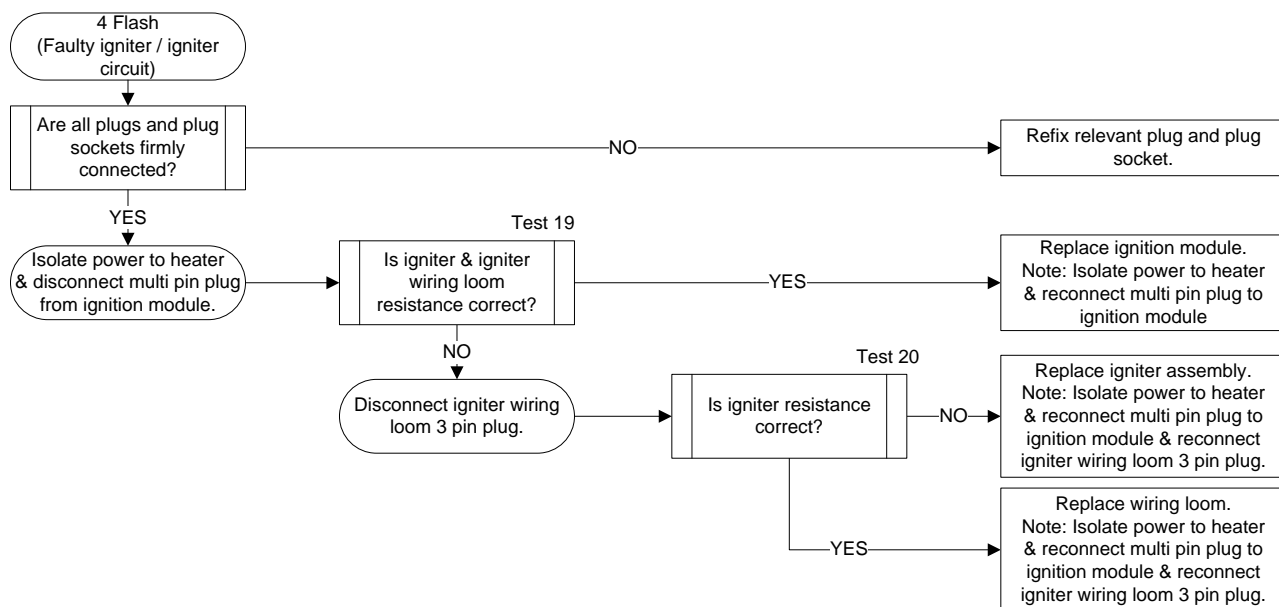 4 Flash
(Faulty igniter / igniter
circuit)
Are all plugs and plug
sockets firmly
connected?
NO
Refix relevant plug and plug
socket.
YES
Isolate power to heater
& disconnect multi pin plug
from ignition module.
Test 19
Is igniter & igniter
wiring loom
resistance correct?
YES
Replace ignition module.
Note: Isolate power to heater
& reconnect multi pin plug to
ignition module
NO
Disconnect igniter wiring
loom 3 pin plug.
Test 20
Is igniter resistance
correct?
NO
Replace igniter assembly.
Note: Isolate power to heater
& reconnect multi pin plug to
ignition module & reconnect
igniter wiring loom 3 pin plug.
YES
Replace wiring loom.
Note: Isolate power to heater
& reconnect multi pin plug to
ignition module & reconnect
igniter wiring loom 3 pin plug.